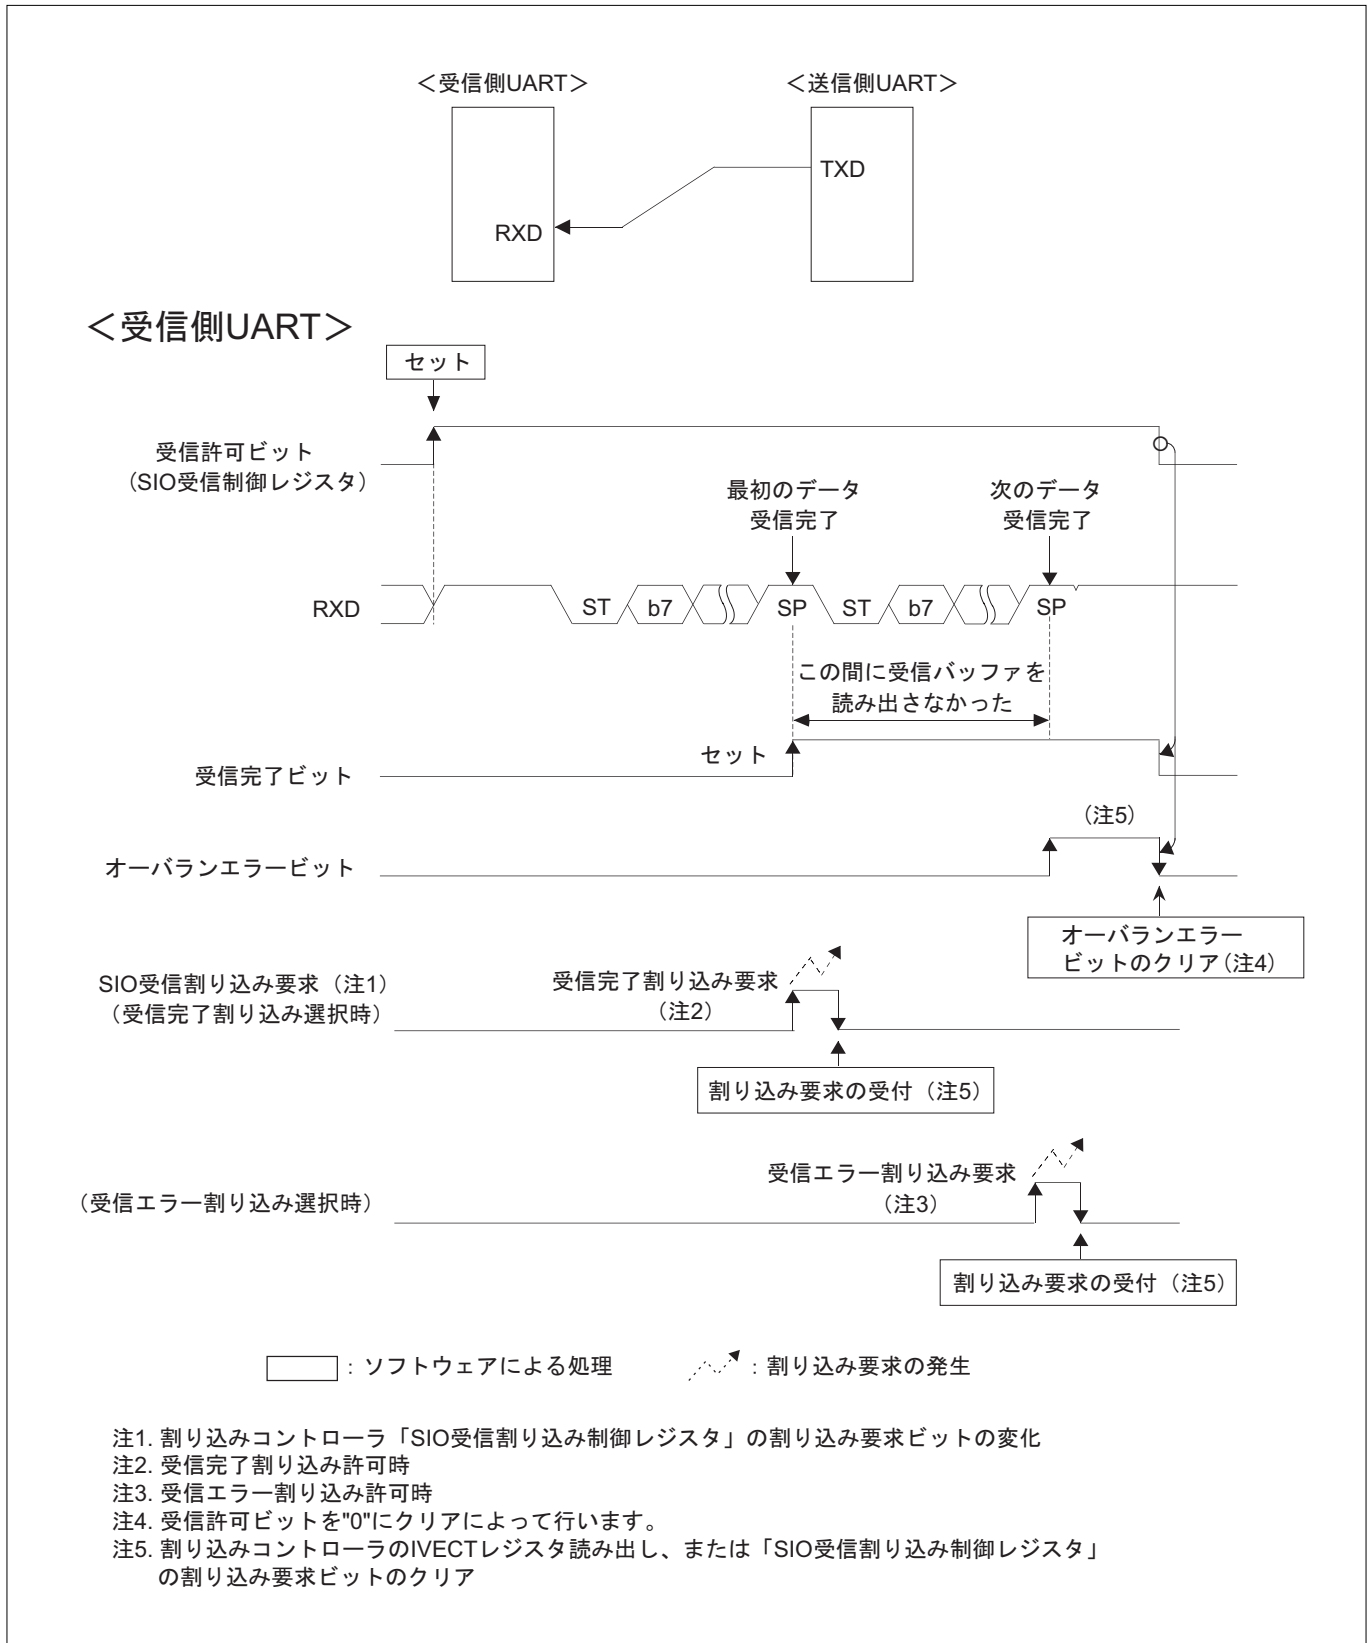 ＜受信側UART＞
＜送信側UART＞
TXD
RXD
＜受信側UART＞
セット
受信許可ビット
（SIO受信制御レジスタ）
最初のデータ
受信完了
次のデータ
受信完了
RXD
ST b7 SP ST b7 SP
この間に受信バッファを
読み出さなかった
セット
受信完了ビット
（注5）
オーバランエラービット
オーバランエラー
ビットのクリア（注4）
SIO受信割り込み要求（注1）
（受信完了割り込み選択時）
受信完了割り込み要求
（注2）
割り込み要求の受付（注5）
受信エラー割り込み要求
（注3）
（受信エラー割り込み選択時）
割り込み要求の受付（注5）
：ソフトウェアによる処理
：割り込み要求の発生
注1. 割り込みコントローラ「SIO受信割り込み制御レジスタ」の割り込み要求ビットの変化
注2. 受信完了割り込み許可時
注3. 受信エラー割り込み許可時
注4. 受信許可ビットを"0"にクリアによって行います。
注5. 割り込みコントローラのIVECTレジスタ読み出し、または「SIO受信割り込み制御レジスタ」
の割り込み要求ビットのクリア